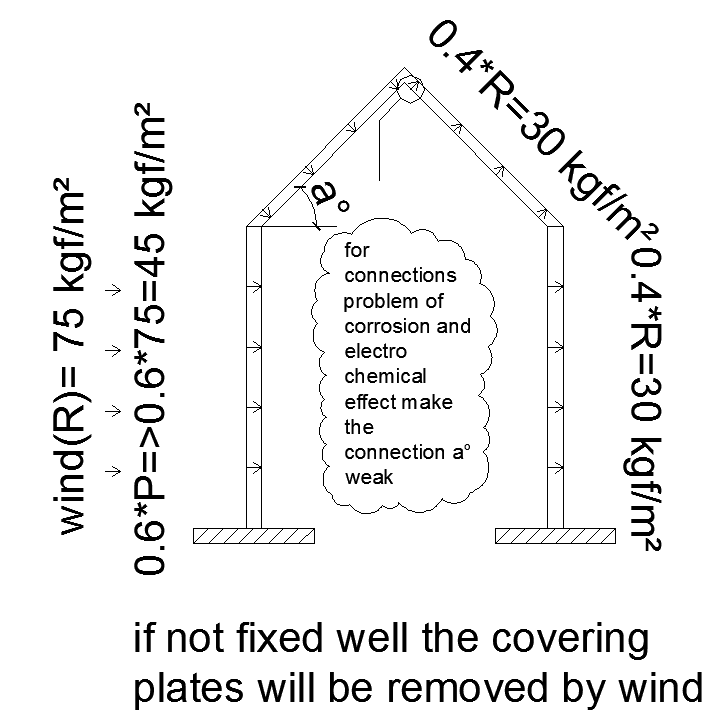 0.4*R=30 kgf/m²
wind(R)= 75 kgf/m²
0.6*P=>0.6*75=45 kgf/m²
a°
0.4*R=30 kgf/m²
for
connections
problem of
corrosion and
electro
chemical
effect make
the
connection a°
weak
if not fixed well the covering
plates will be removed by wind